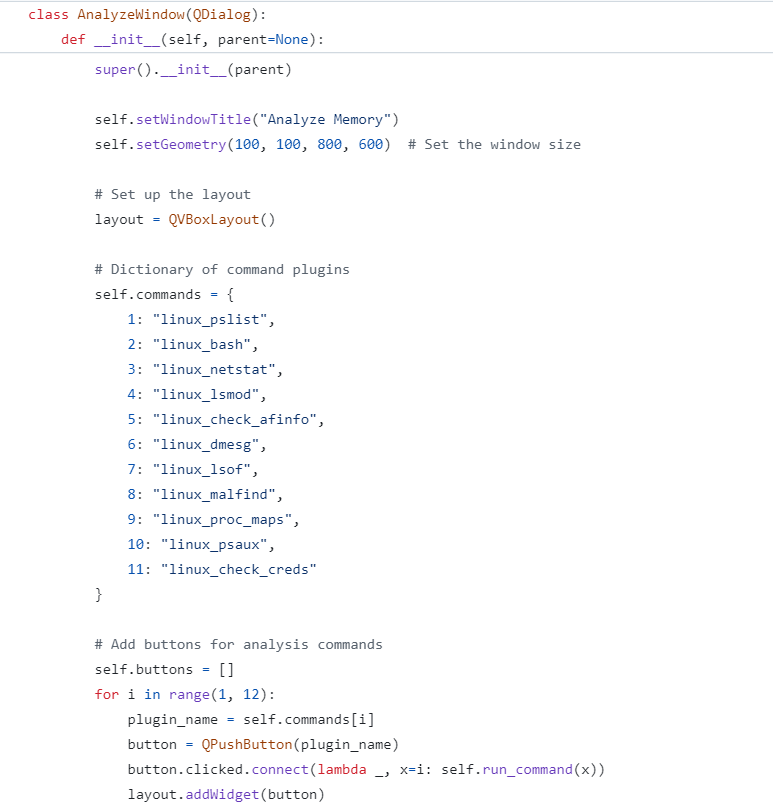 class AnalyzeWindow(QDialog):
    def __init__(self, parent=None):
        super().__init__(parent)

        self.setWindowTitle("Analyze Memory")
        self.setGeometry(100, 100, 800, 600)  # Set the window size

        # Set up the layout
        layout = QVBoxLayout()

        # Dictionary of command plugins
        self.commands = {
            1: "linux_pslist",
            2: "linux_bash",
            3: "linux_netstat",
            4: "linux_lsmod",
            5: "linux_check_afinfo",
            6: "linux_dmesg",
            7: "linux_lsof",
            8: "linux_malfind",
            9: "linux_proc_maps",
            10: "linux_psaux",
            11: "linux_check_creds"
        }

        # Add buttons for analysis commands
        self.buttons = []
        for i in range(1, 12):
            plugin_name = self.commands[i]
            button = QPushButton(plugin_name)
            button.clicked.connect(lambda _, x=i: self.run_command(x))
            layout.addWidget(button)